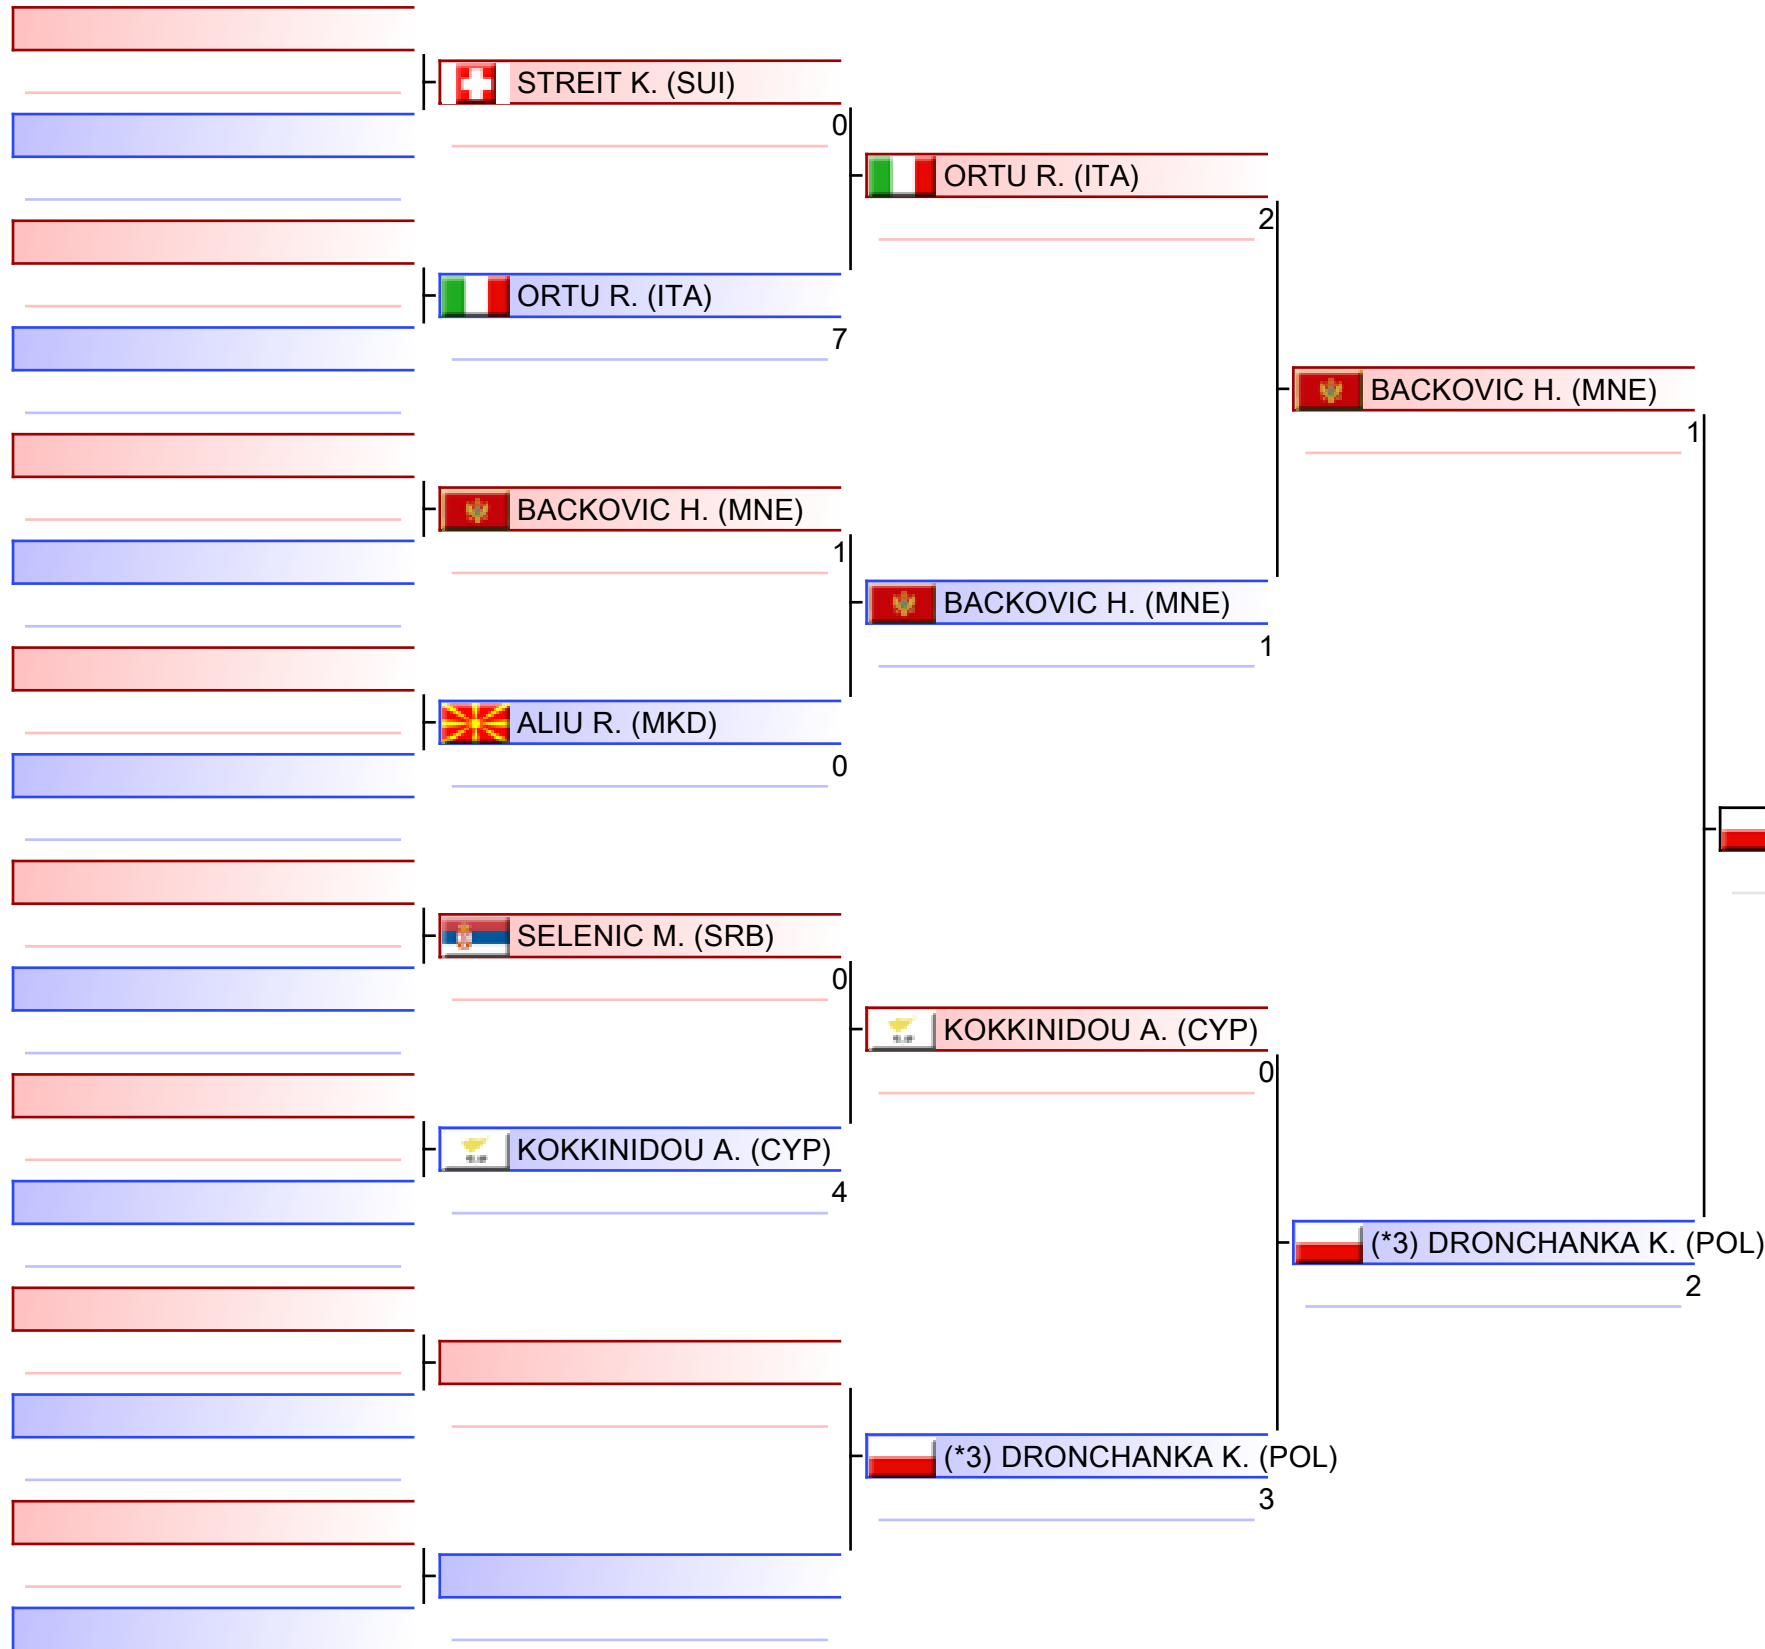 STREIT K. (SUI)
0
ORTU R. (ITA)
2
ORTU R. (ITA)
7
BACKOVIC H. (MNE)
1
BACKOVIC H. (MNE)
1
BACKOVIC H. (MNE)
1
ALIU R. (MKD)
0
SELENIC M. (SRB)
0
KOKKINIDOU A. (CYP)
0
KOKKINIDOU A. (CYP)
4
(*3) DRONCHANKA K. (POL)
2
(*3) DRONCHANKA K. (POL)
3